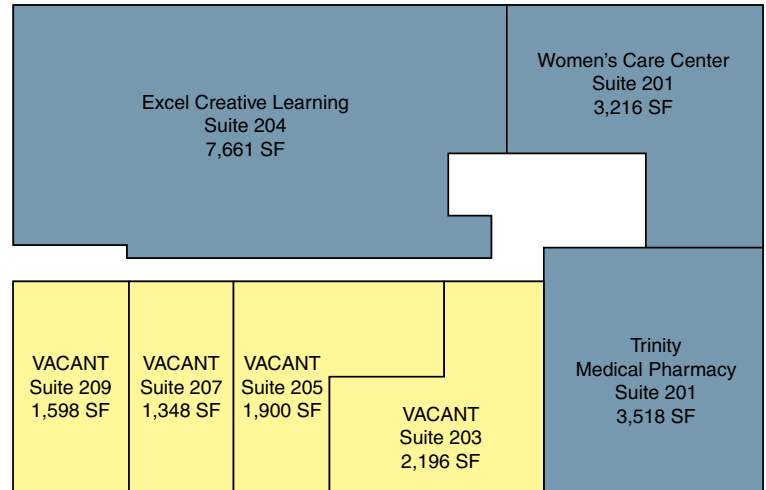 Excel Creative Learning
Suite 204
7,661 SF
Women's Care Center
Suite 201
3,216 SF
VACANT
Suite 209
1,598 SF
VACANT
Suite 207
1,348 SF
VACANT
Suite 205
1,900 SF
VACANT
Suite 203
2,196 SF
Trinity
Medical Pharmacy
Suite 201
3,518 SF